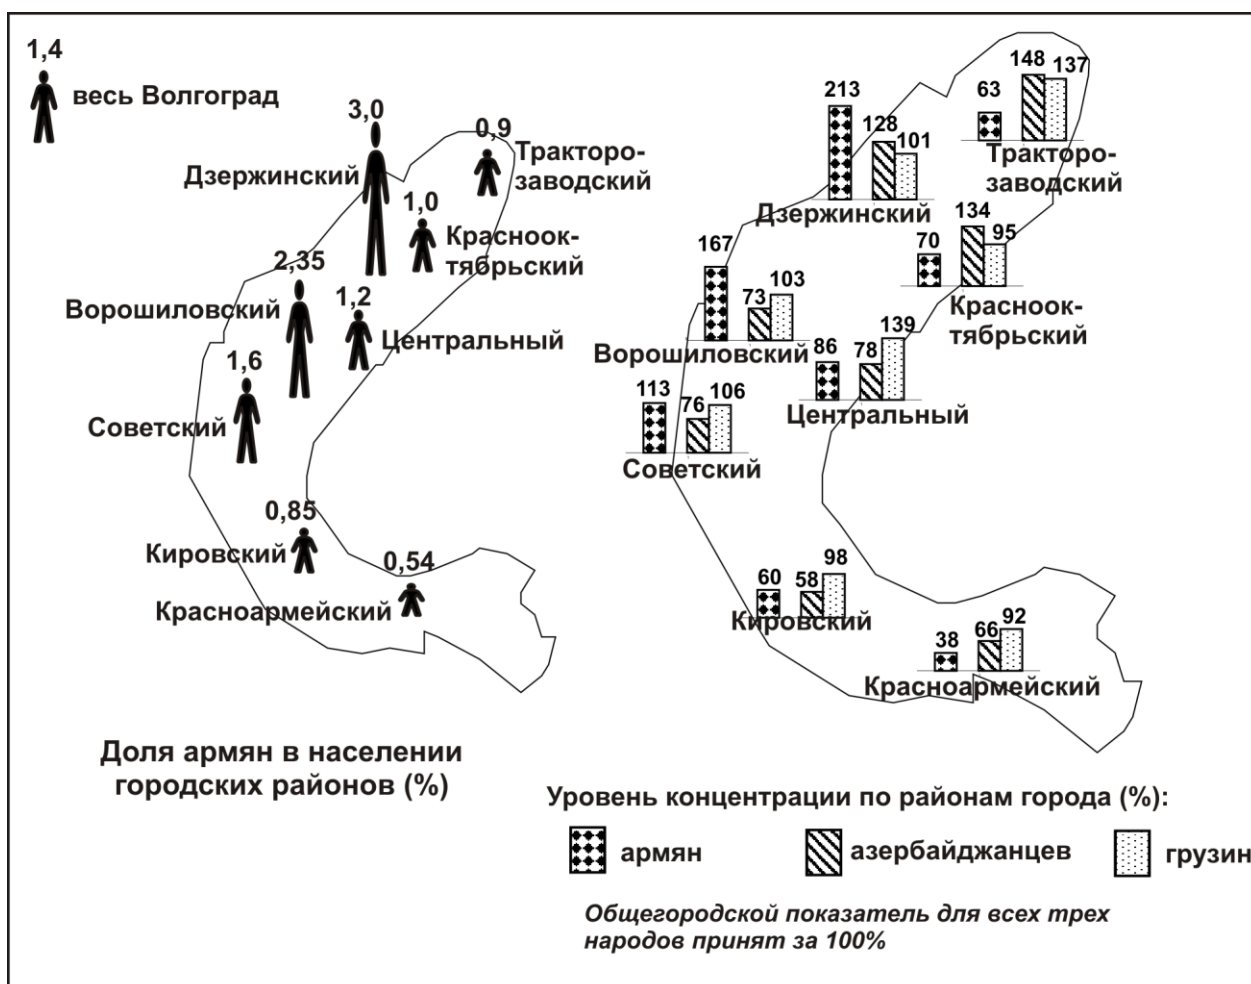 1,4
весь Волгоград
3,0
Дзержинский
0,9
Тракторо-
заводский
1,0
Красноок-
тябрьский
2,35
Ворошиловский
1,2
Центральный
1,6
Советский
0,85
Кировский
0,54
Красноармейский
Доля армян в населении
городских районов (%)
63 148 137
Тракторо-
заводский
213 128 101
Дзержинский
70 134 95
Красноок-
тябрьский
167 73 103
Ворошиловский
86 78 139
Центральный
113 76 106
Советский
60 58 98
Кировский
38 66 92
Красноармейский
Уровень концентрации по районам города (%):
армян азербайджанцев грузин
Общегородской показатель для всех трех
народов принят за 100%